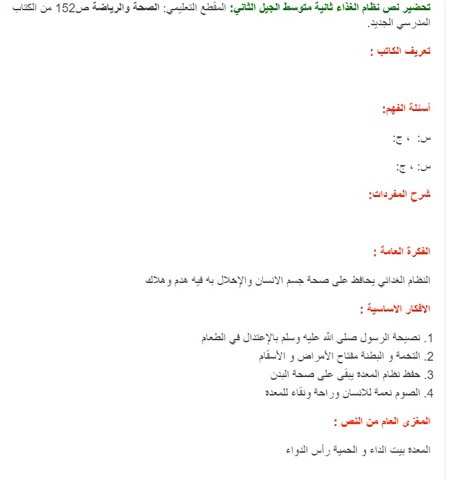 تحضير نص نظام الغذاء ثانية متوسط الجيل الثاني: المقطع التعليمي: الصحة والرياضة ص152 من الكتاب
المدرسي الجديد.
تعريف الكاتب :
أسئلة الفهم:
س: ، ج:
س: ، ج:
شرح المفردات:
الفكرة العامة :
النظام الغدائي يحافظ على صحة جسم الانسان والإخلال به فيه هدم وهلاك
الافكار الاساسية :
1. نصيحة الرسول صلى الله عليه وسلم بالإعتدال في الطعام
2. التخمة و البطنة مفتاح الأمراض و الأسقام
3. حفظ نظام المعدة يبقى على صحة البدن
4. الصوم نعمة للانسان وراحة ونقاء للمعدة
المغزى العام من النص :
المعدة بيت الداء و الحمية رأس الدواء